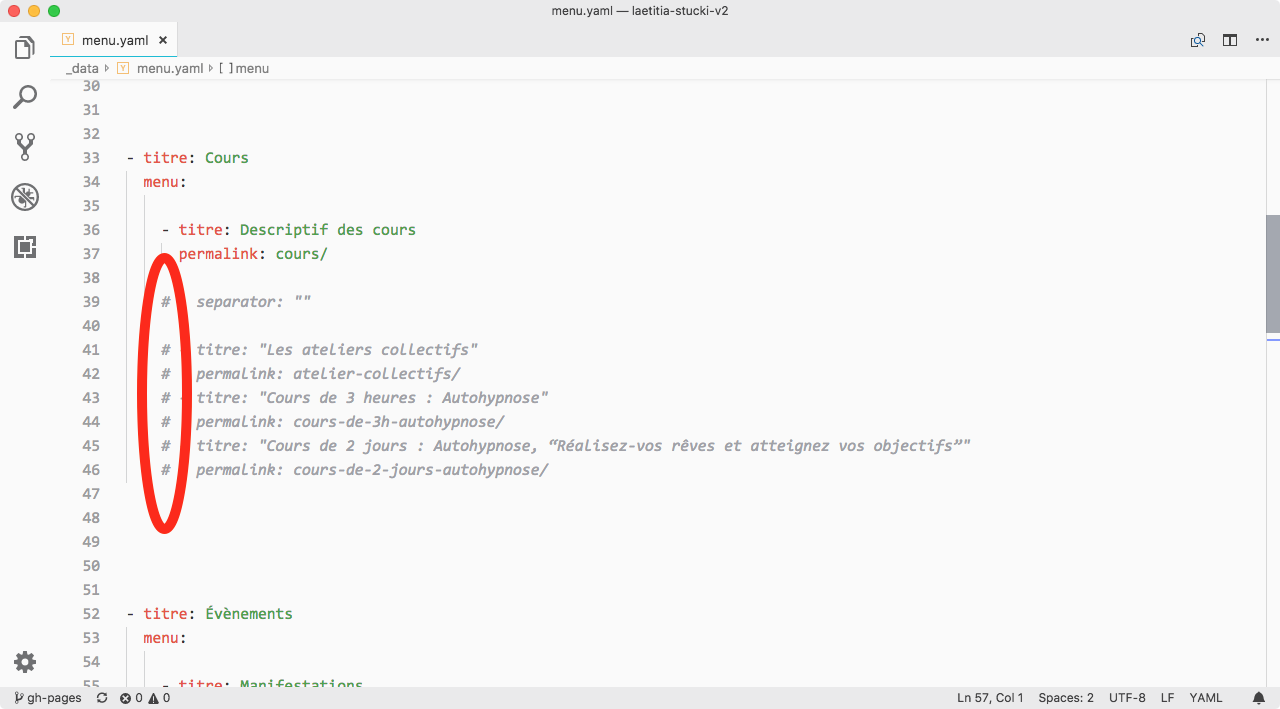 menu.yaml — laetitia-stucki-v2
Y menu.yaml ×
_data Y menu.yaml [ ] menu
30
31
32
33 - titre: Cours
34 menu:
35
36 - titre: Descriptif des cours
37 permalink: cours/
38
39 # separator: ""
40
41 # titre: "Les ateliers collectifs"
42 # permalink: atelier-collectifs/
43 # titre: "Cours de 3 heures : Autohypnose"
44 # permalink: cours-de-3h-autohypnose/
45 # titre: "Cours de 2 jours : Autohypnose, “Réalisez-vos rêves et atteignez vos objectifs”"
46 # permalink: cours-de-2-jours-autohypnose/
47
48
49
50
51
52 - titre: Évènements
53 menu:
54
55 - titre: Manifestations
gh-pages 0 0 Ln 57, Col 1 Spaces: 2 UTF-8 LF YAML